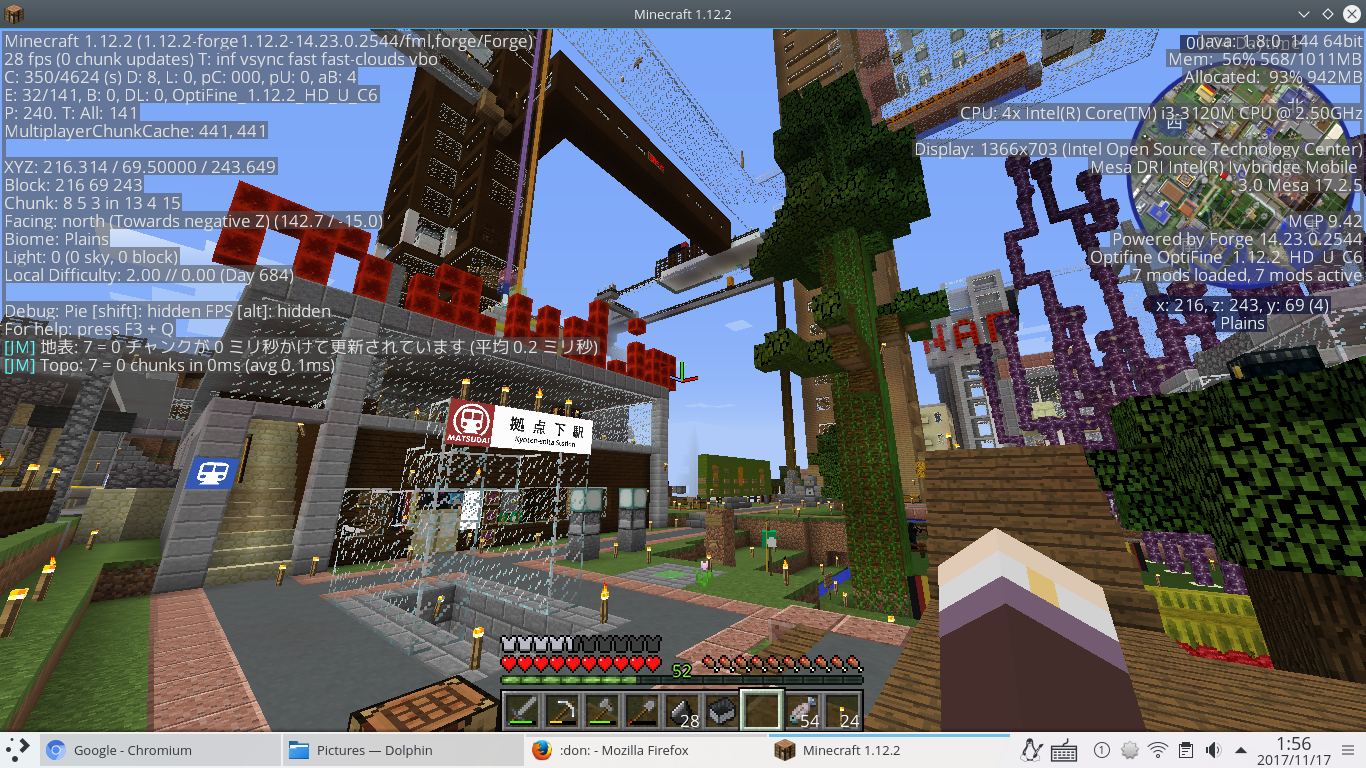 Minecraft 1.12.2
Minecraft 1.12.2 (1.12.2-forge1.12.2-14.23.0.2544/fml,forge/Forge)
28 fps (0 chunk updates) T: inf vsync fast fast-clouds vbo
C: 350/4624 (s) D: 8, L: 0, pC: 000, pU: 0, aB: 4
E: 32/141, B: 0, DL: 0, OptiFine_1.12.2_HD_U_C6
P: 240. T: All: 141
MultiplayerChunkCache: 441, 441
XYZ: 216.314 / 69.50000 / 243.649
Block: 216 69 243
Chunk: 8 5 3 in 13 4 15
Facing: north (Towards negative Z) (142.7 / -15.0)
Biome: Plains
Light: 0 (0 sky, 0 block)
Local Difficulty: 2.00 // 0.00 (Day 684)
Debug: Pie [shift]: hidden FPS [alt]: hidden
For help: press F3 + Q
[JM] 地表: 7 = 0 チャンクが 0 ミリ秒かけて更新されています (平均 0.2 ミリ秒)
[JM] Topo: 7 = 0 chunks in 0ms (avg 0.1ms)
Java: 1.8.0_144 64bit
Mem: 56% 568/1011MB
Allocated: 93% 942MB
CPU: 4x Intel(R) Core(TM) i3-3120M CPU @ 2.50GHz
Display: 1366x703 (Intel Open Source Technology Center)
Mesa DRI Intel(R) Ivybridge Mobile
3.0 Mesa 17.2.5
MCP 9.42
Powered by Forge 14.23.0.2544
Optifine OptiFine_1.12.2_HD_U_C6
7 mods loaded, 7 mods active
北
西
x: 216, z: 243, y: 69 (4)
Plains
MATSUDAI
拠点下駅
Kyoten-shita Station
52
28
54
24
Google - Chromium
Pictures — Dolphin
:don: - Mozilla Firefox
Minecraft 1.12.2
1
1:56
2017/11/17